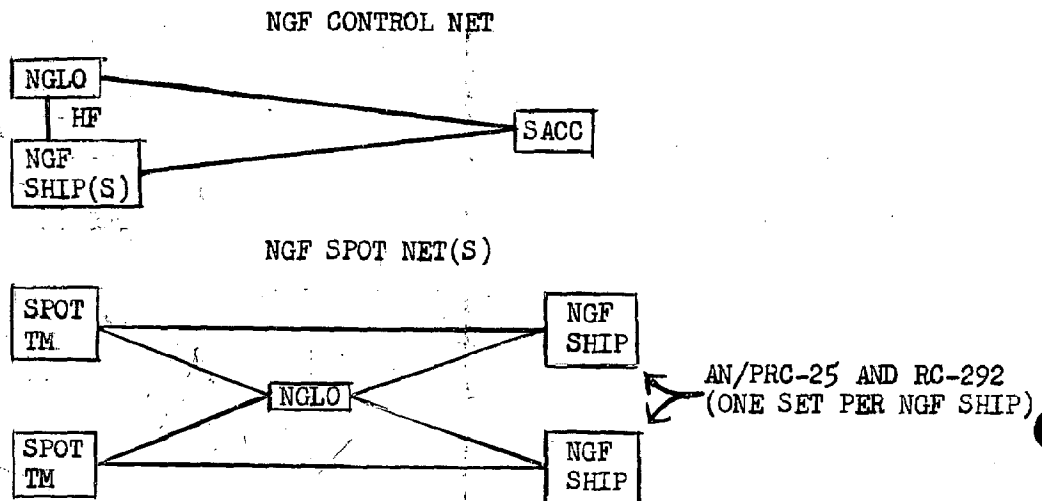 NGF CONTROL NET
NGLO
HF
NGF
SHIP(S)
SACC
NGF SPOT NET(S)
SPOT
TM
NGF
SHIP
NGLO
AN/PRC-25 AND RC-292
(ONE SET PER NGF SHIP)
SPOT
TM
NGF
SHIP